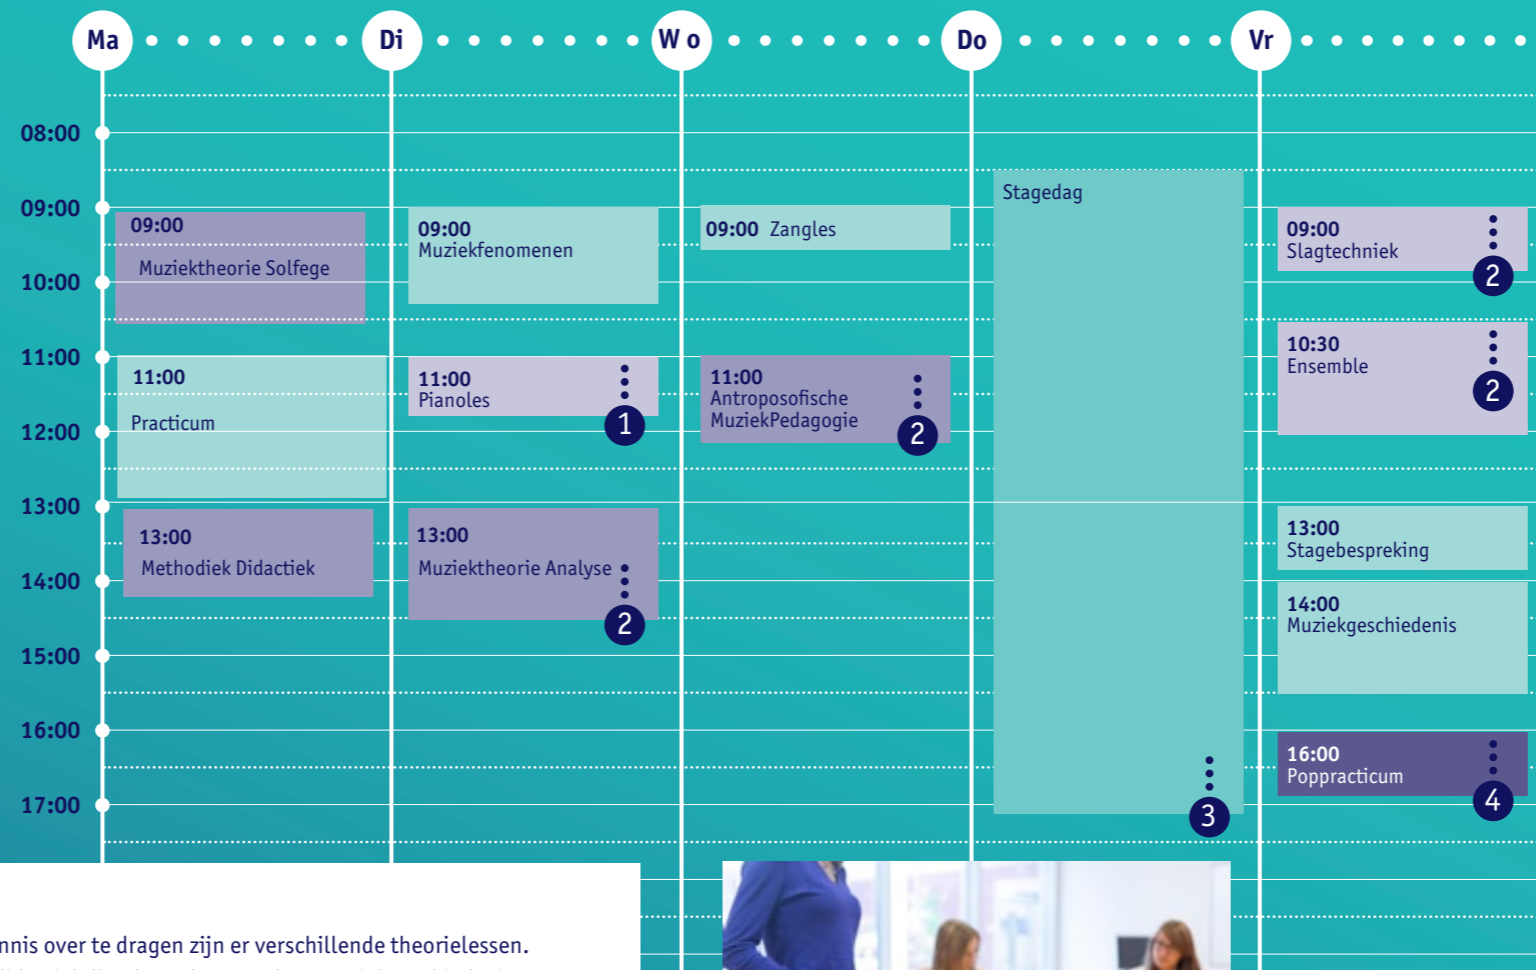 Ma Di Wo Do Vr
08:00
09:00
10:00
11:00
12:00
13:00
14:00
15:00
16:00
17:00
09:00
Muziektheorie Solfege
11:00
Practicum
13:00
Methodiek Didactiek
09:00
Muziekfenomenen
11:00
Pianoles
1
13:00
Muziektheorie Analyse
2
09:00 Zangles
11:00
Antroposofische
MuziekPedagogie
2
Stagedag
3
09:00
Slagtechniek
2
10:30
Ensemble
2
13:00
Stagebespreking
14:00
Muziekgeschiedenis
16:00
Poppracticum
4
nnis over te dragen zijn er verschillende theorielessen.